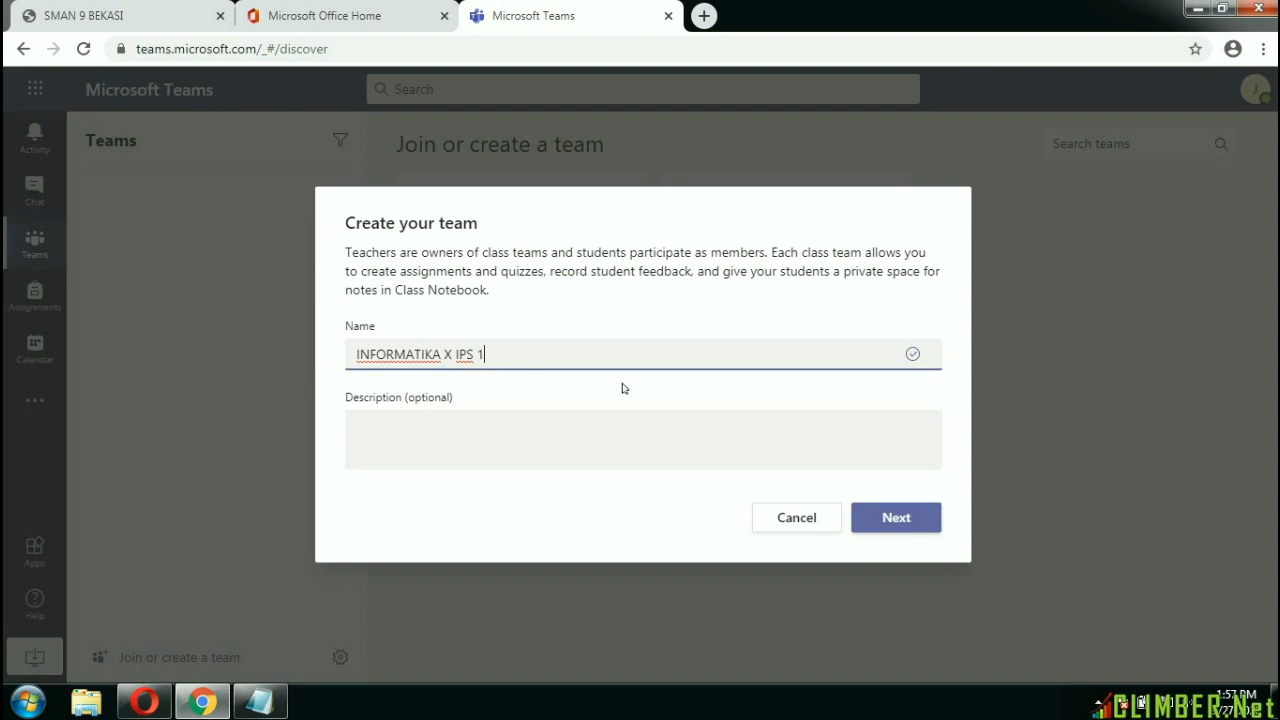 SMAN 9 BEKASI
Microsoft Office Home
Microsoft Teams
teams.microsoft.com/_#/discover
Microsoft Teams
Search
J
Activity
Chat
Teams
Assignments
Calendar
Apps
Help
Teams
Join or create a team
Search teams
Create your team
Teachers are owners of class teams and students participate as members. Each class team allows you
to create assignments and quizzes, record student feedback, and give your students a private space for
notes in Class Notebook.
Name
INFORMATIKA X IPS 1
Description (optional)
Cancel
Next
Join or create a team
1:57 PM
CLIMBER.Net